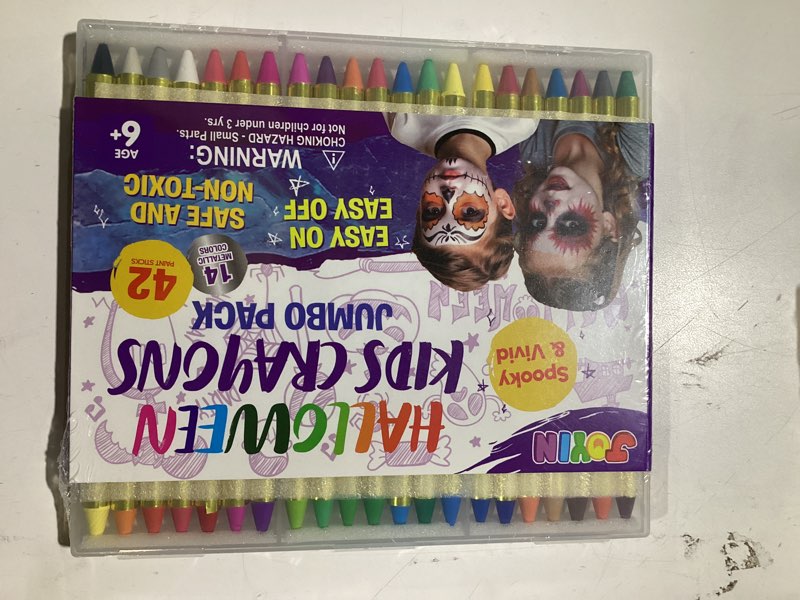 JOYIN
HALLOWEEN
KIDS CRAYONS
JUMBO PACK
Spooky
& Vivid
42
PAINT STICKS
14
METALLIC
COLORS
EASY ON
EASY OFF
SAFE AND
NON-TOXIC
WARNING:
CHOKING HAZARD - Small Parts.
Not for children under 3 yrs.
AGE
6+